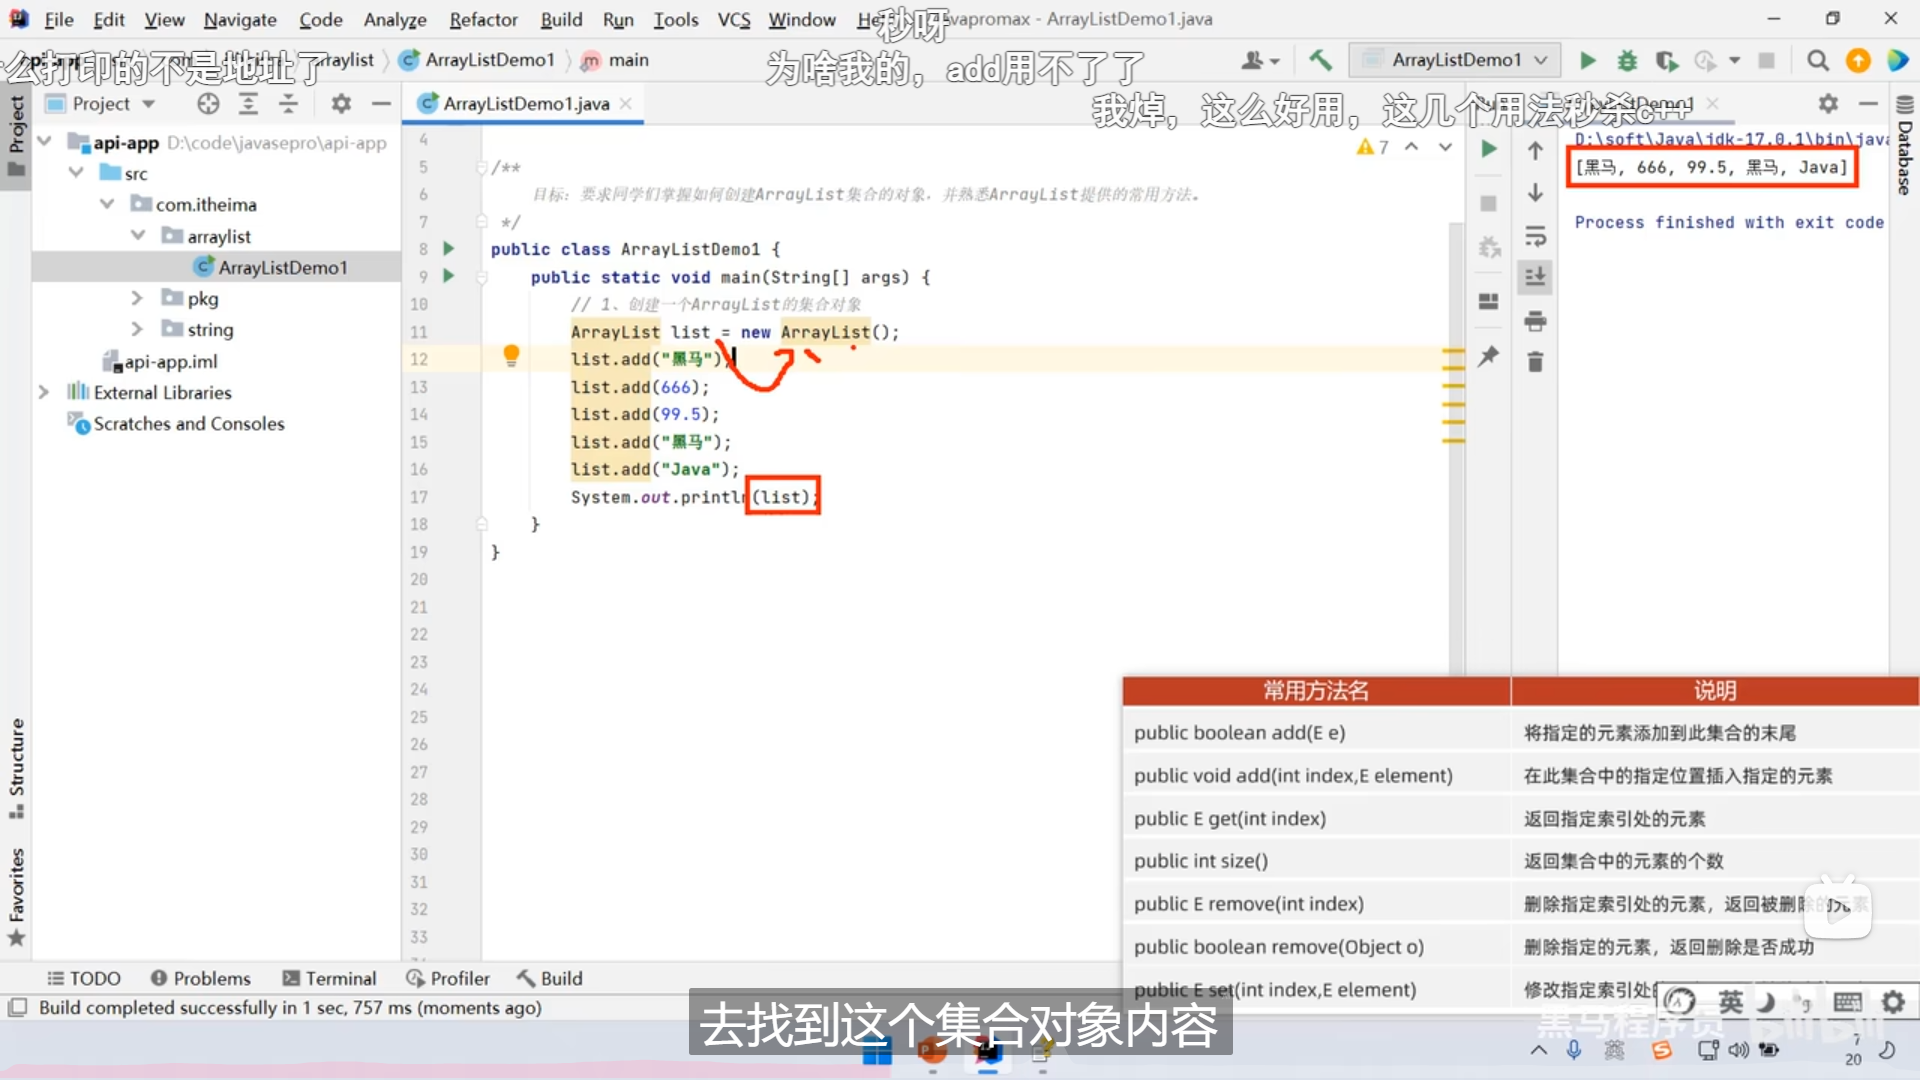 File Edit View Navigate Code Analyze Refactor Build Run Tools VCS Window javapromax - ArrayListDemo1.java
秒呀
么打印的不是地址了
为啥我的，add用不了了
我焯，这么好用，这几个用法秒杀c++
arraylist ArrayListDemo1 main
ArrayListDemo1
Project
ArrayListDemo1.java
api-app D:\code\javasepro\api-app
src
com.itheima
arraylist
ArrayListDemo1
pkg
string
api-app.iml
External Libraries
Scratches and Consoles
Project
Structure
Favorites
Database
7
4
5 /**
6 目标：要求同学们掌握如何创建ArrayList集合的对象，并熟悉ArrayList提供的常用方法。
7 */
8 public class ArrayListDemo1 {
9 public static void main(String[] args) {
10 // 1、创建一个ArrayList的集合对象
11 ArrayList list = new ArrayList();
12 list.add("黑马");
13 list.add(666);
14 list.add(99.5);
15 list.add("黑马");
16 list.add("Java");
17 System.out.println(list);
18 }
19 }
20
21
22
23
24
25
26
27
28
29
30
31
32
33
D:\soft\Java\jdk-17.0.1\bin\java
[黑马, 666, 99.5, 黑马, Java]
Process finished with exit code
常用方法名 说明
public boolean add(E e) 将指定的元素添加到此集合的末尾
public void add(int index,E element) 在此集合中的指定位置插入指定的元素
public E get(int index) 返回指定索引处的元素
public int size() 返回集合中的元素的个数
public E remove(int index) 删除指定索引处的元素，返回被删除的元素
public boolean remove(Object o) 删除指定的元素，返回删除是否成功
public E set(int index,E element) 修改指定索引处
TODO Problems Terminal Profiler Build
Build completed successfully in 1 sec, 757 ms (moments ago)
去找到这个集合对象内容
英
黑马程序员 bilibili
英
7
20